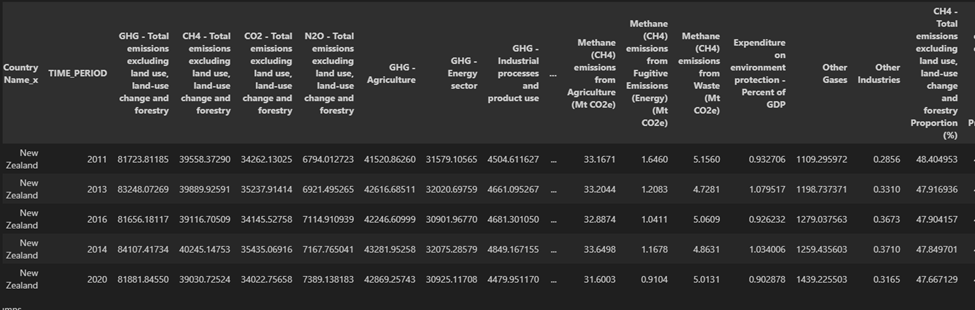 Country
Name_x
TIME_PERIOD
GHG - Total
emissions
excluding
land use,
land-use
change and
forestry
CH4 - Total
emissions
excluding
land use,
land-use
change and
forestry
CO2 - Total
emissions
excluding
land use,
land-use
change and
forestry
N2O - Total
emissions
excluding
land use,
land-use
change and
forestry
GHG -
Agriculture
GHG -
Energy
sector
GHG -
Industrial
processes
and
product use
...
Methane
(CH4)
emissions
from
Agriculture
(Mt CO2e)
Methane
(CH4)
emissions
from
Fugitive
Emissions
(Energy)
(Mt
CO2e)
Methane
(CH4)
emissions
from
Waste
(Mt
CO2e)
Expenditure
on
environment
protection -
Percent of
GDP
Other
Gases
Other
Industries
CH4 -
Total
emissions
excluding
land use,
land-use
change
and
forestry
Proportion
(%)
New
Zealand
2011 81723.81185 39558.37290 34262.13025 6794.012723 41520.86260 31579.10565 4504.611627 ... 33.1671 1.6460 5.1560 0.932706 1109.295972 0.2856 48.404953
New
Zealand
2013 83248.07269 39889.92591 35237.91414 6921.495265 42616.68511 32020.69759 4661.095267 ... 33.2044 1.2083 4.7281 1.079517 1198.737371 0.3310 47.916936
New
Zealand
2016 81656.18117 39116.70509 34145.52758 7114.910939 42246.60999 30901.96770 4681.301050 ... 32.8874 1.0411 5.0609 0.926232 1279.037563 0.3673 47.904157
New
Zealand
2014 84107.41734 40245.14753 35435.06916 7167.765041 43281.95258 32075.28579 4849.167155 ... 33.6498 1.1678 4.8631 1.034006 1259.435603 0.3710 47.849701
New
Zealand
2020 81881.84550 39030.72524 34022.75658 7389.138183 42869.25743 30925.11708 4479.951170 ... 31.6003 0.9104 5.0131 0.902878 1439.225503 0.3165 47.667129